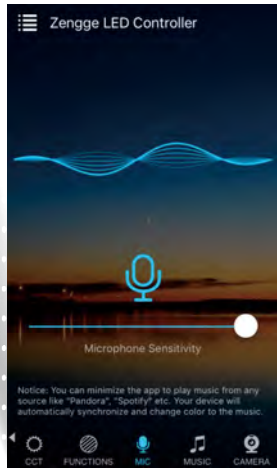 Zengge LED Controller
Microphone Sensitivity
Notice: You can minimize the app to play music from any
source like "Pandora", "Spotify" etc. Your device will
automatically synchronize and change color to the music.
CCT FUNCTIONS MIC MUSIC CAMERA